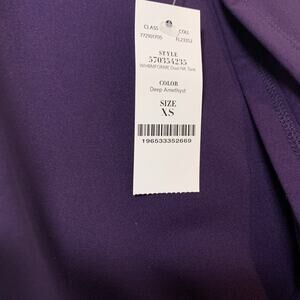 CLASS COLL
STYLE
570354235
COLOR
Deep Amethyst
SIZE
XS
196533352669